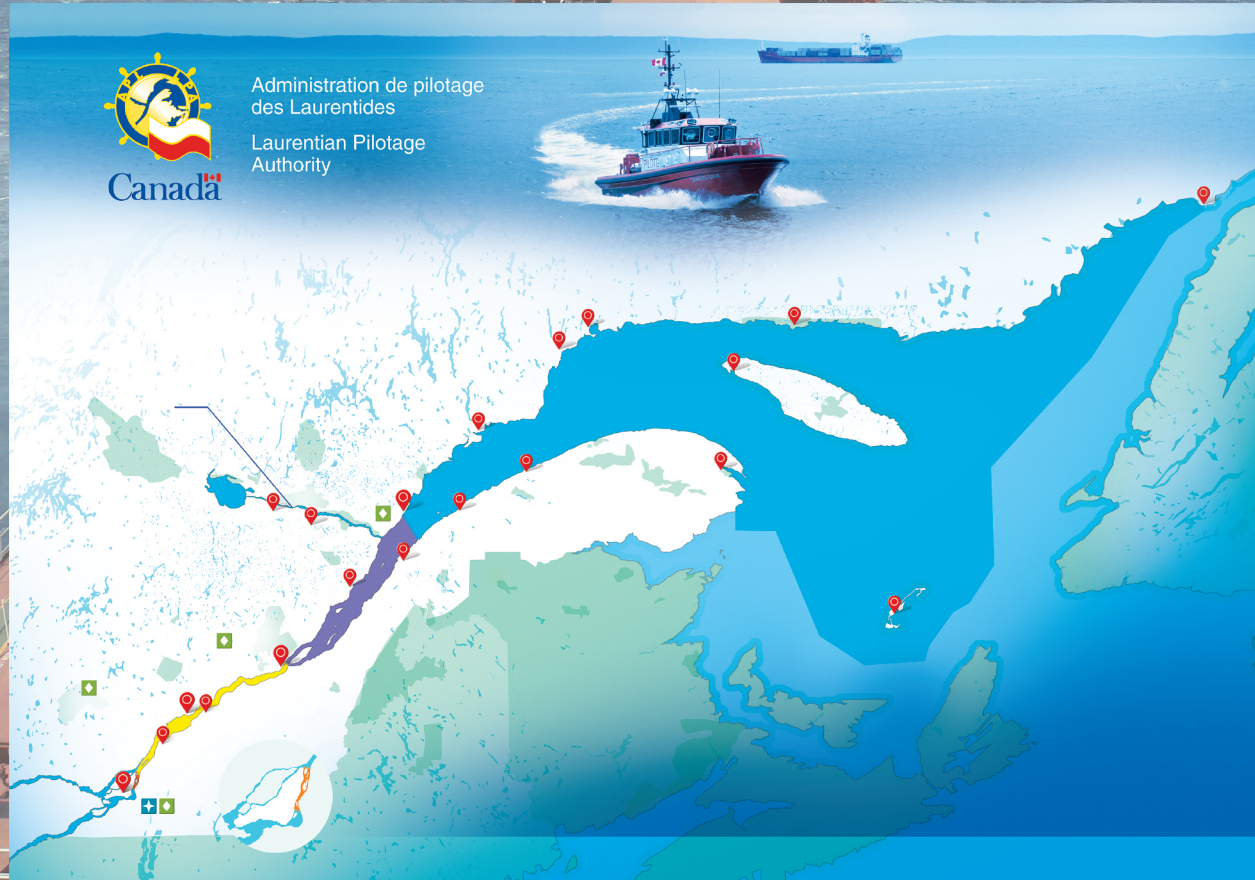 Administration de pilotage
des Laurentides
Laurentian Pilotage
Authority
Canada